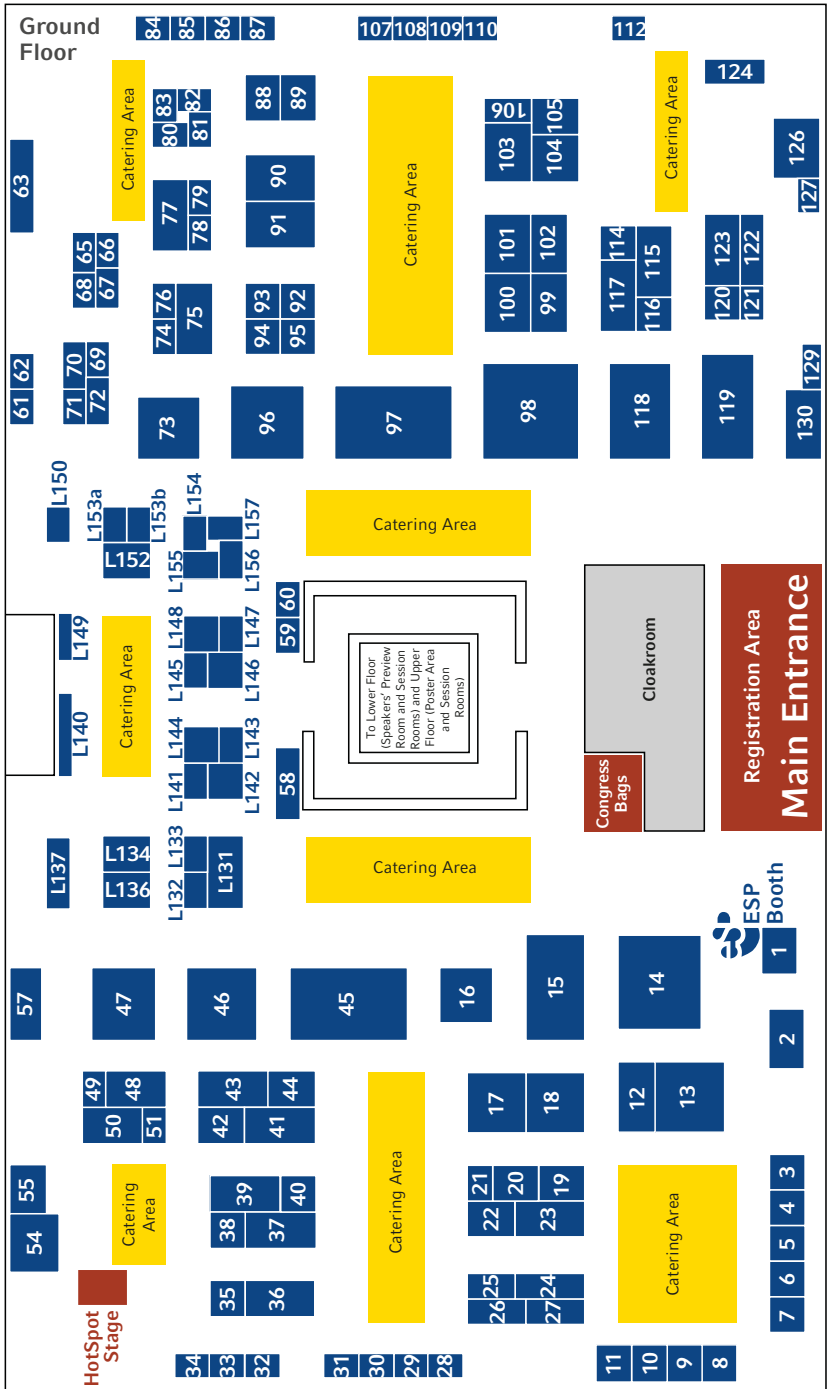 Ground
Floor
84
85
86
87
107
108
109
110
112
124
Catering Area
83
82
80
81
88
89
Catering Area
106
105
103
104
Catering Area
126
127
63
77
79
78
90
91
65
66
68
67
101
102
100
99
114
115
117
116
123
122
120
121
74
76
75
93
92
94
95
61
62
70
69
71
72
73
96
97
98
118
119
129
130
L150
L153a
L153b
L152
L154
L157
L155
L156
Catering Area
L149
L140
Catering Area
L148
L147
L145
L146
L144
L143
L141
L142
60
59
58
To Lower Floor
(Speakers’ Preview
Room and Session
Rooms) and Upper
Floor (Poster Area
and Session
Rooms)
Cloakroom
Congress
Bags
Registration Area
Main Entrance
L137
L134
L136
L133
L132
L131
Catering Area
esp
ESP
Booth
1
57
47
46
45
16
15
14
2
49
48
50
51
43
44
42
41
Catering Area
17
18
12
13
55
54
Catering
Area
39
40
38
37
21
20
19
22
23
Catering Area
3
4
5
6
7
HotSpot
Stage
35
36
25
24
26
27
34
33
32
31
30
29
28
11
10
9
8